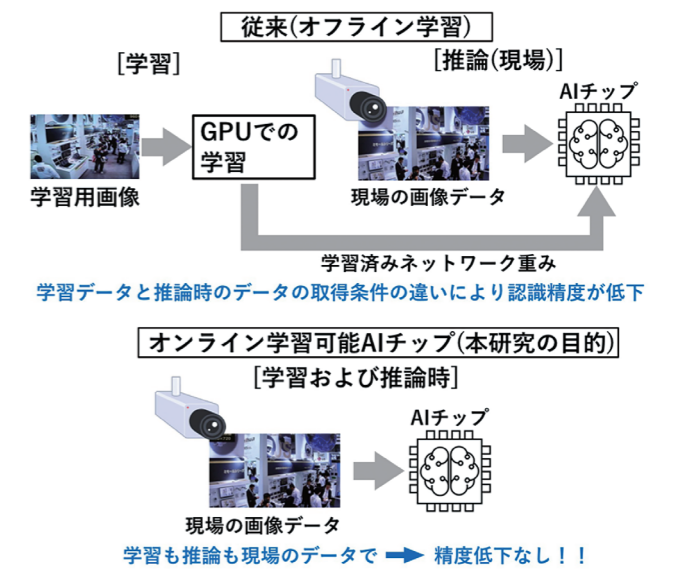 従来(オフライン学習)
[学習]
[推論(現場)]
AIチップ
GPUでの
学習
学習用画像
現場の画像データ
学習済みネットワーク重み
学習データと推論時のデータの取得条件の違いにより認識精度が低下
オンライン学習可能AIチップ(本研究の目的)
[学習および推論時]
AIチップ
現場の画像データ
学習も推論も現場のデータで ➡ 精度低下なし！！